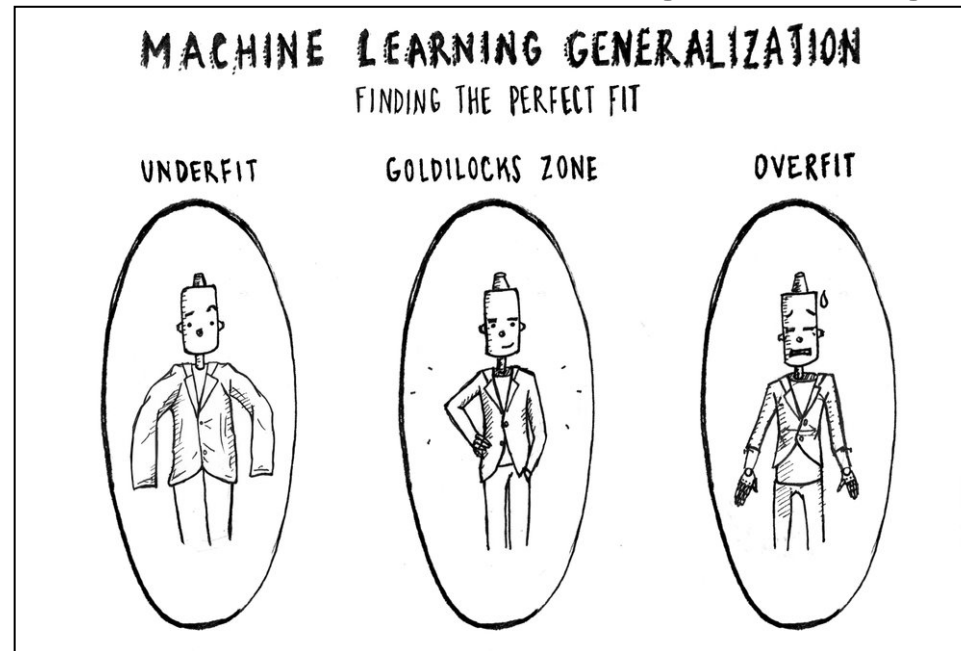 MACHINE LEARNING GENERALIZATION
FINDING THE PERFECT FIT
UNDERFIT
GOLDILOCKS ZONE
OVERFIT